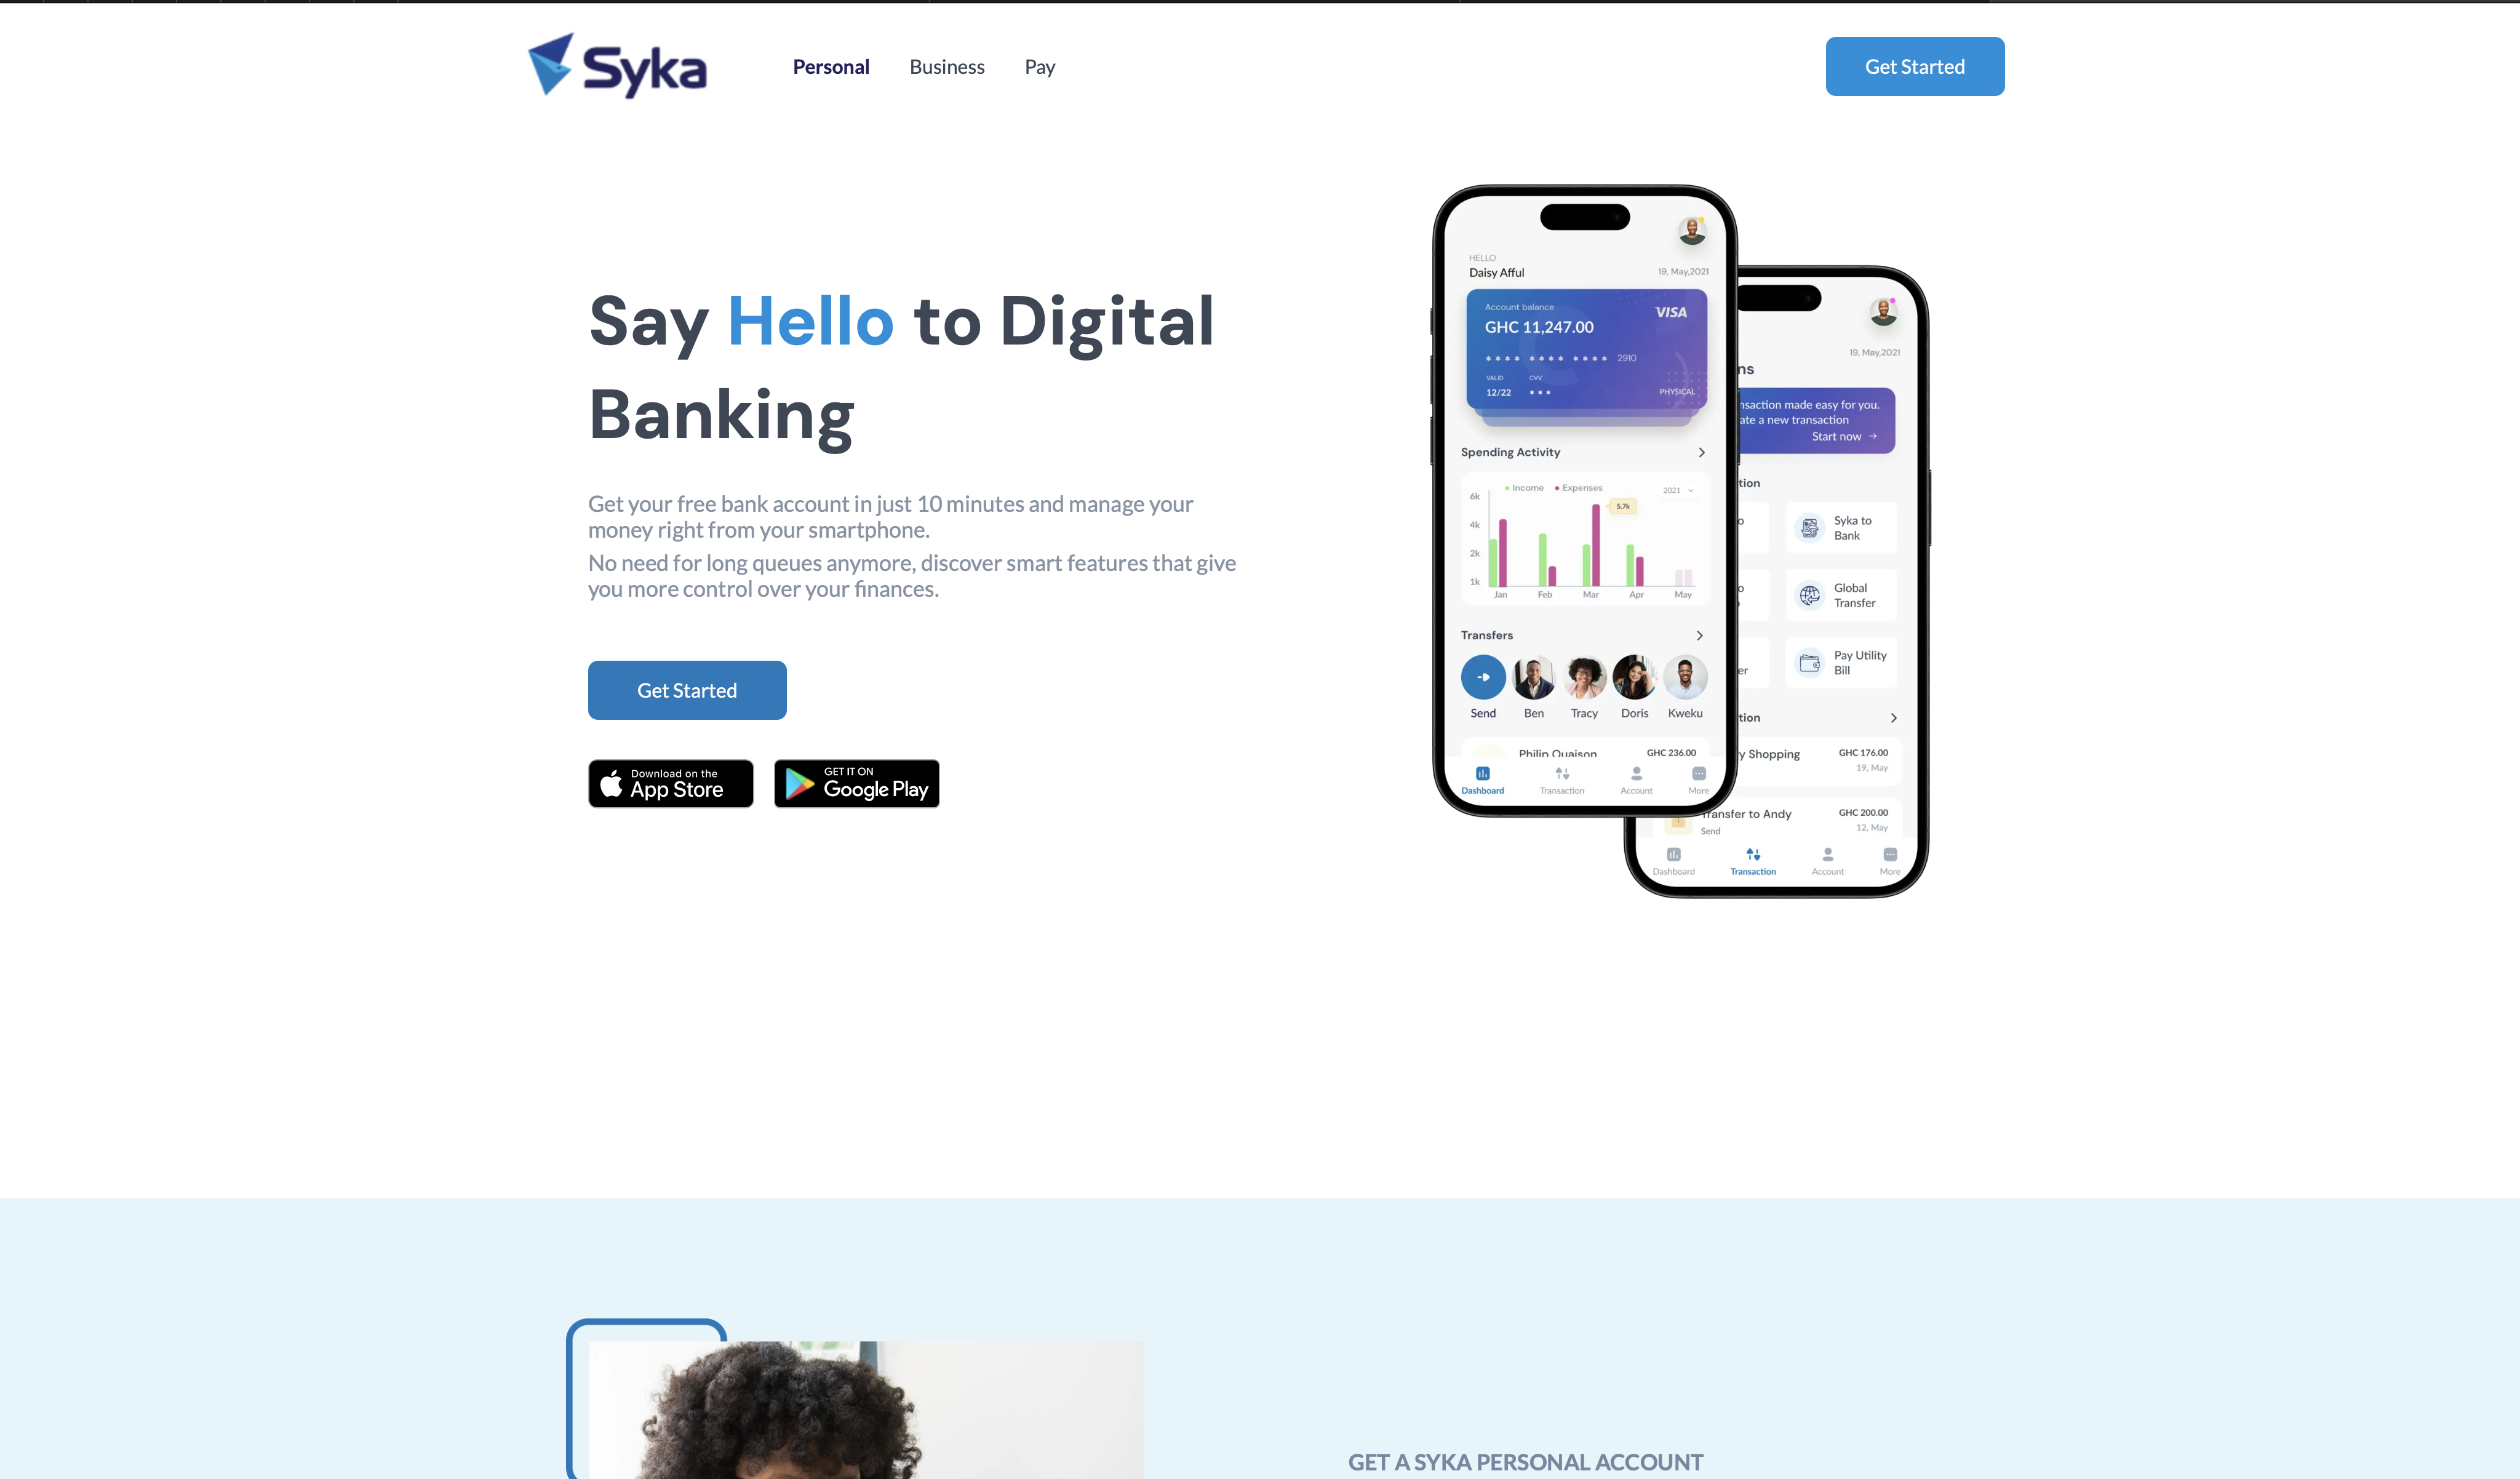 Syka
Personal
Business
Pay
Get Started
Say Hello to Digital
Banking
Get your free bank account in just 10 minutes and manage your
money right from your smartphone.
No need for long queues anymore, discover smart features that give
you more control over your finances.
Get Started
Download on the
App Store
GET IT ON
Google Play
HELLO
Daisy Afful
19, May,2021
Account balance
VISA
GHC 11,247.00
**** **** **** 2910
VALID
CVV
12/22
***
PHYSICAL
Spending Activity
Income
Expenses
2021
6k
5.7k
4k
2k
1k
Jan
Feb
Mar
Apr
May
Transfers
Send
Ben
Tracy
Doris
Kweku
Philip Quaison
GHC 236.00
Dashboard
Transaction
Account
More
19, May,2021
ns
nsaction made easy for you.
ate a new transaction
Start now →
tion
o
Syka to
Bank
o
Global
Transfer
er
Pay Utility
Bill
tion
y Shopping
GHC 176.00
19, May
Transfer to Andy
GHC 200.00
Send
12, May
Dashboard
Transaction
Account
More
GET A SYKA PERSONAL ACCOUNT